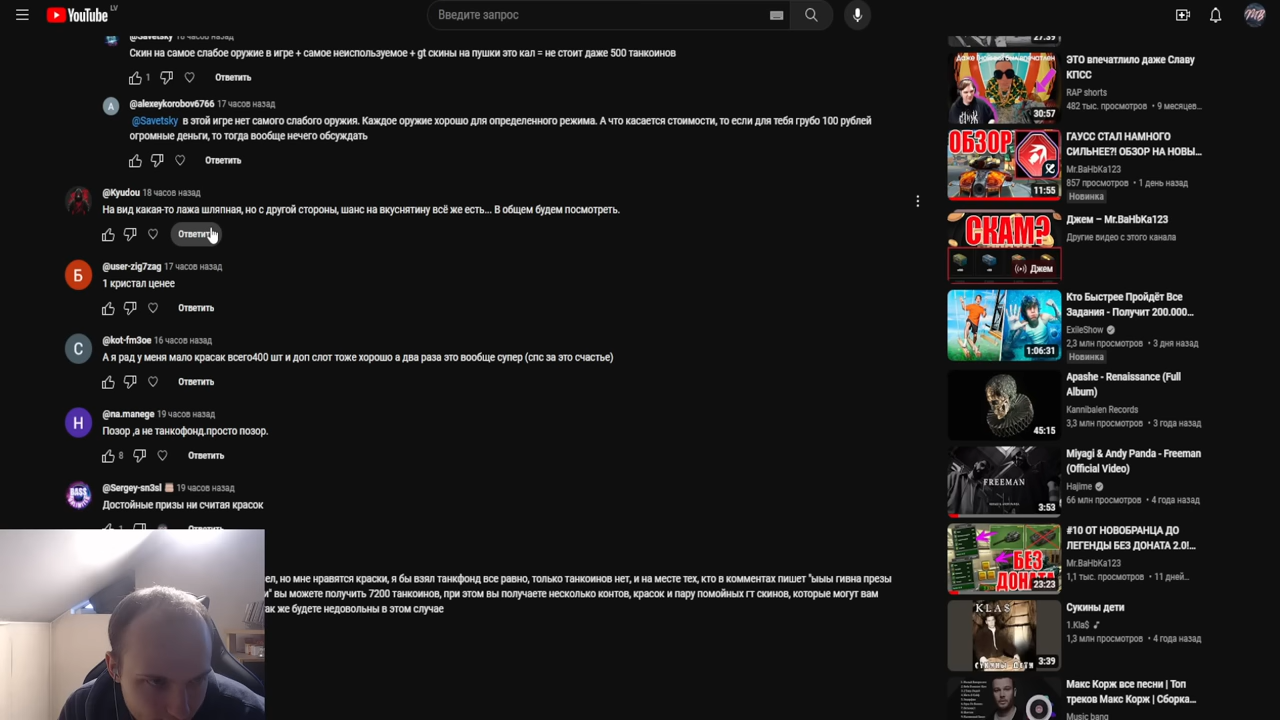 YouTube LV
Введите запрос
@Savetsky 18 часов назад
Скин на самое слабое оружие в игре + самое неиспользуемое + gt скины на пушки это кал = не стоит даже 500 танкоинов
1 Ответить
А @alexeykorobov6766 17 часов назад
@Savetsky в этой игре нет самого слабого оружия. Каждое оружие хорошо для определенного режима. А что касается стоимости, то если для тебя грубо 100 рублей
огромные деньги, то тогда вообще нечего обсуждать
Ответить
@Kyudou 18 часов назад
На вид какая-то лажа шляпная, но с другой стороны, шанс на вкуснятину всё же есть... В общем будем посмотреть.
Ответить
Б @user-zig7zag 17 часов назад
1 кристал ценее
Ответить
С @kot-fm3oe 16 часов назад
А я рад у меня мало красак всего400 шт и доп слот тоже хорошо а два раза это вообще супер (спс за это счастье)
Ответить
Н @na.manege 19 часов назад
Позор ,а не танкофонд.просто позор.
8 Ответить
@Sergey-sn3sl 19 часов назад
Достойные призы ни считая красок
1 Ответить
ел, но мне нравятся краски, я бы взял танкфонд все равно, только танкоинов нет, и на месте тех, кто в комментах пишет "ыыы гивна презы
и" вы можете получить 7200 танкоинов, при этом вы получаете несколько контов, красок и пару помойных гт скинов, которые могут вам
так же будете недовольны в этом случае
27:39
30:57
ЭТО впечатлило даже Славу
КПСС
RAP shorts
482 тыс. просмотров • 9 месяцев...
ОБЗОР
11:55
ГАУСС СТАЛ НАМНОГО
СИЛЬНЕЕ?! ОБЗОР НА НОВЫ...
Mr.BaHbKa123
857 просмотров • 1 день назад
Новинка
СКАМ?
Джем
Джем – Mr.BaHbKa123
Другие видео с этого канала
1:06:31
Кто Быстрее Пройдёт Все
Задания - Получит 200.000...
ExileShow
2,3 млн просмотров • 3 дня назад
Новинка
45:15
Apashe - Renaissance (Full
Album)
Kannibalen Records
3,3 млн просмотров • 3 года назад
FREEMAN
3:53
Miyagi & Andy Panda - Freeman
(Official Video)
Hajime
66 млн просмотров • 4 года назад
БЕЗ
ДОНАТА
23:23
#10 ОТ НОВОБРАНЦА ДО
ЛЕГЕНДЫ БЕЗ ДОНАТА 2.0!...
Mr.BaHbKa123
1,1 тыс. просмотров • 11 дней...
KLA$
СУКИНЫ ДЕТИ
3:39
Сукины дети
1.Kla$
1,3 млн просмотров • 4 года назад
Макс Корж все песни | Топ
треков Макс Корж | Сборка...
Music bang